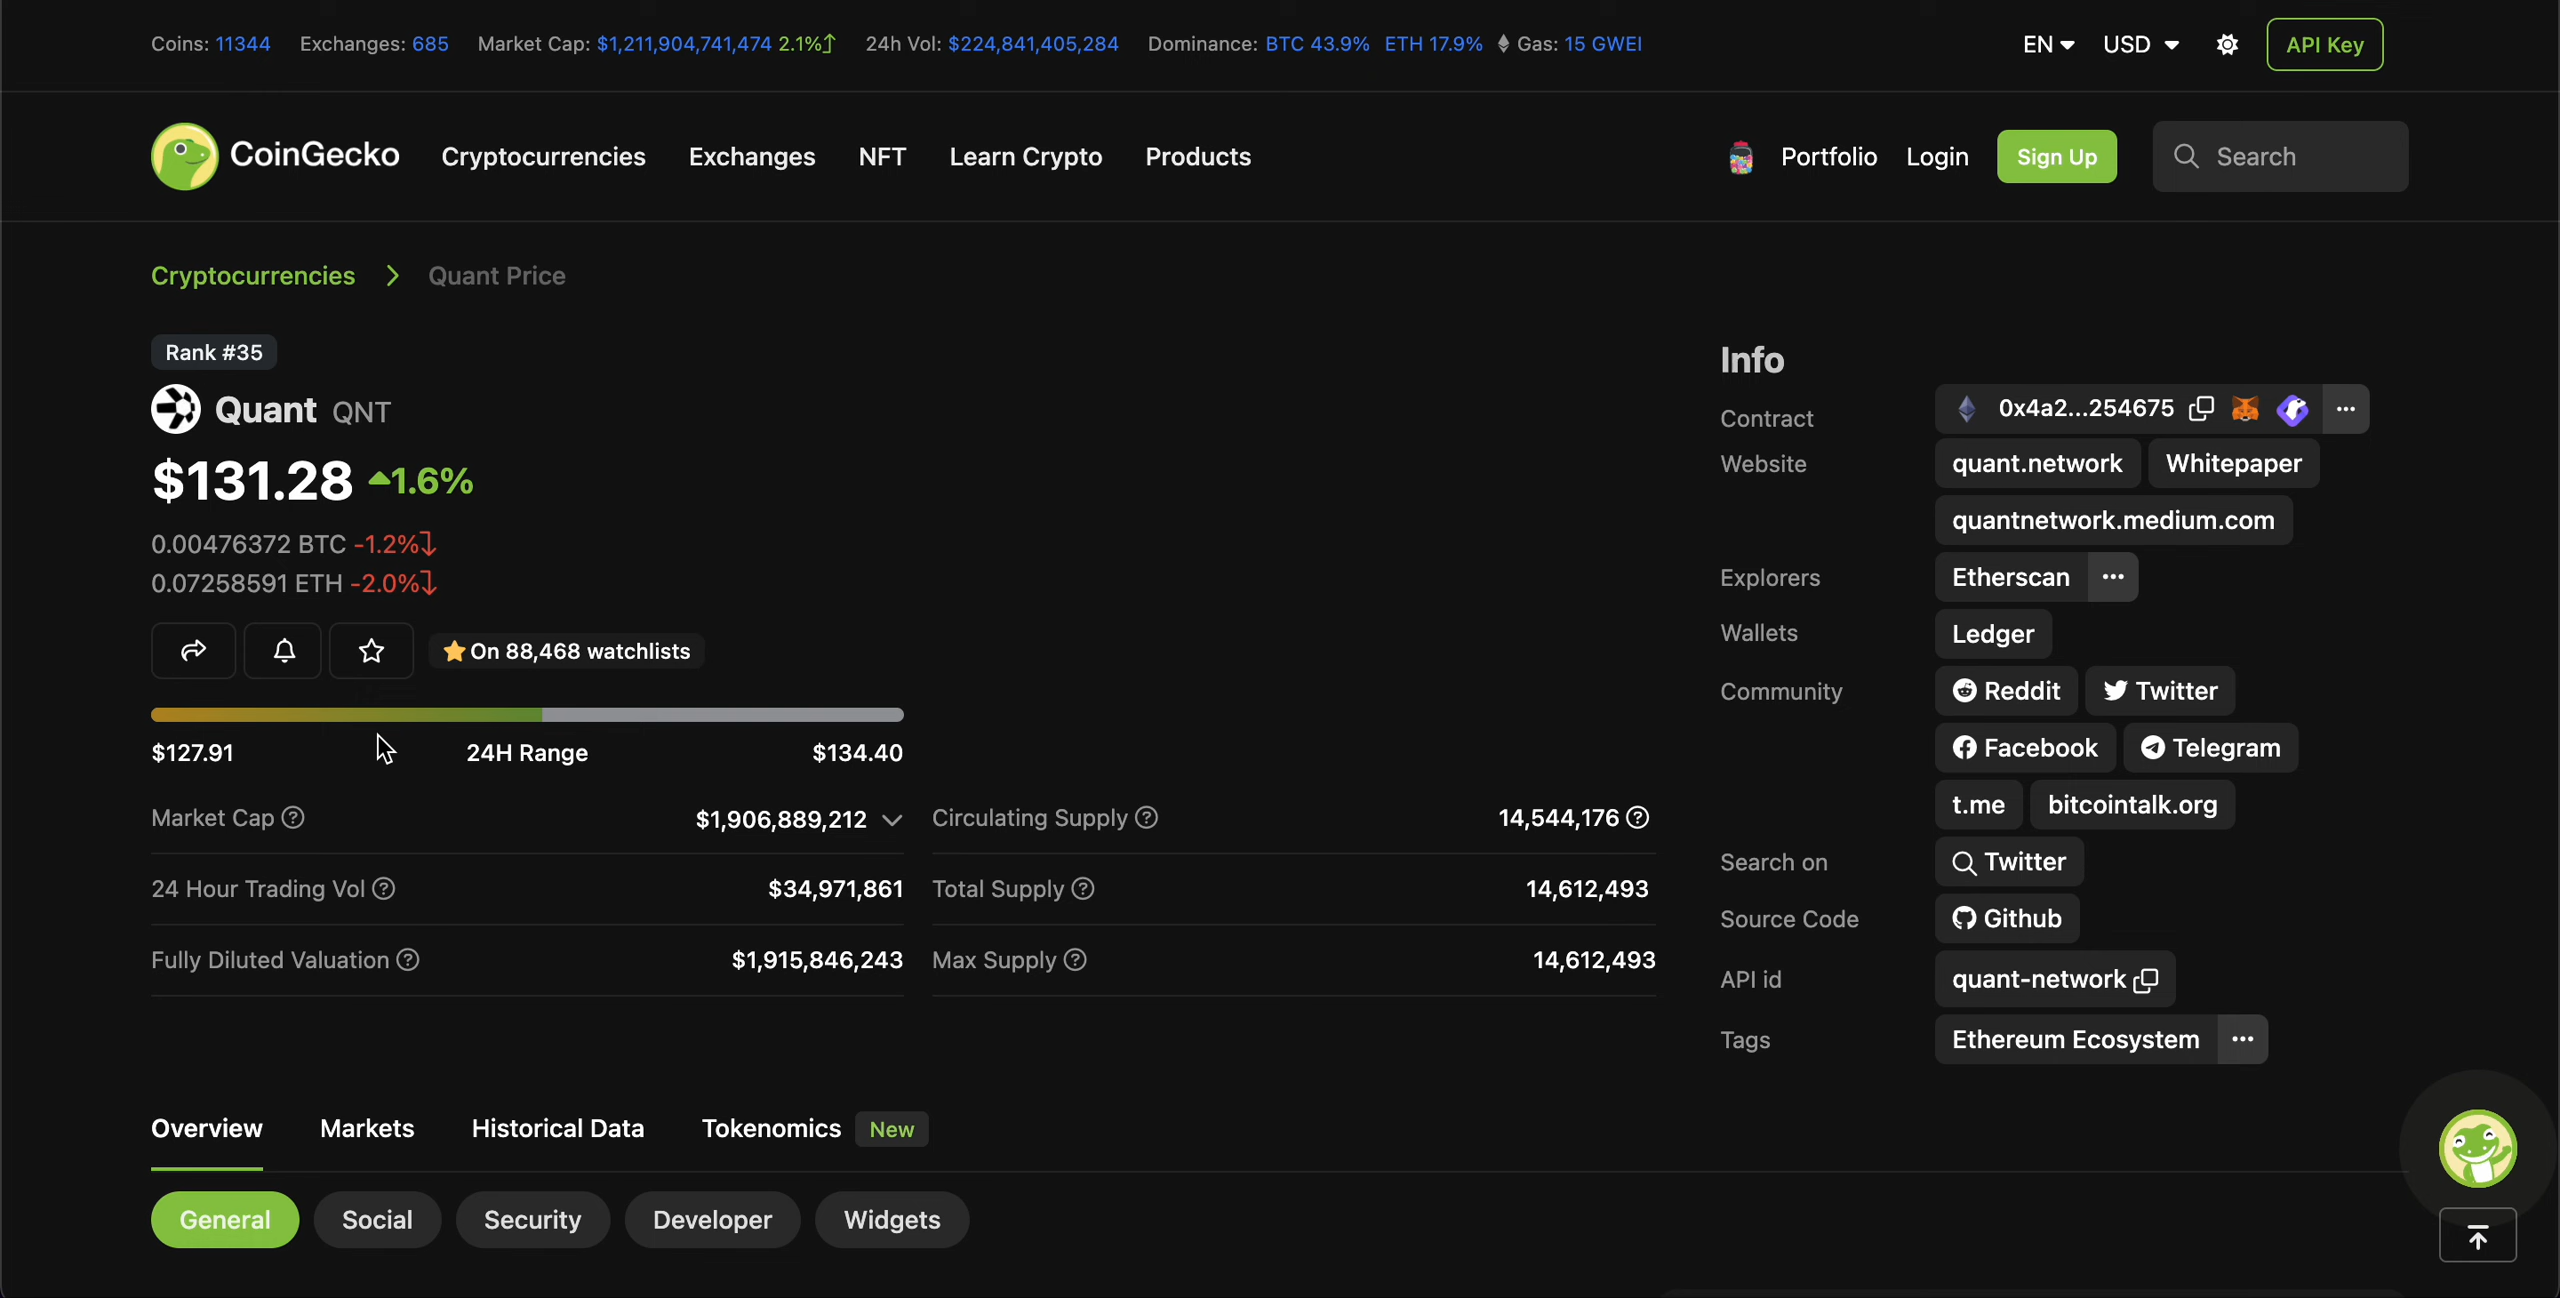 Coins: 11344 Exchanges: 685 Market Cap: $1,211,904,741,474 2.1% 24h Vol: $224,841,405,284 Dominance: BTC 43.9% ETH 17.9% Gas: 15 GWEI EN USD API Key
CoinGecko Cryptocurrencies Exchanges NFT Learn Crypto Products Portfolio Login Sign Up Search
Cryptocurrencies > Quant Price
Rank #35
Quant QNT
$131.28 1.6%
0.00476372 BTC -1.2%
0.07258591 ETH -2.0%
On 88,468 watchlists
$127.91 24H Range $134.40
Market Cap $1,906,889,212
24 Hour Trading Vol $34,971,861
Fully Diluted Valuation $1,915,846,243
Circulating Supply 14,544,176
Total Supply 14,612,493
Max Supply 14,612,493
Info
Contract 0x4a2...254675 ...
Website quant.network Whitepaper
quantnetwork.medium.com
Explorers Etherscan ...
Wallets Ledger
Community Reddit Twitter
Facebook Telegram
t.me bitcointalk.org
Search on Twitter
Source Code Github
API id quant-network
Tags Ethereum Ecosystem ...
Overview Markets Historical Data Tokenomics New
General Social Security Developer Widgets